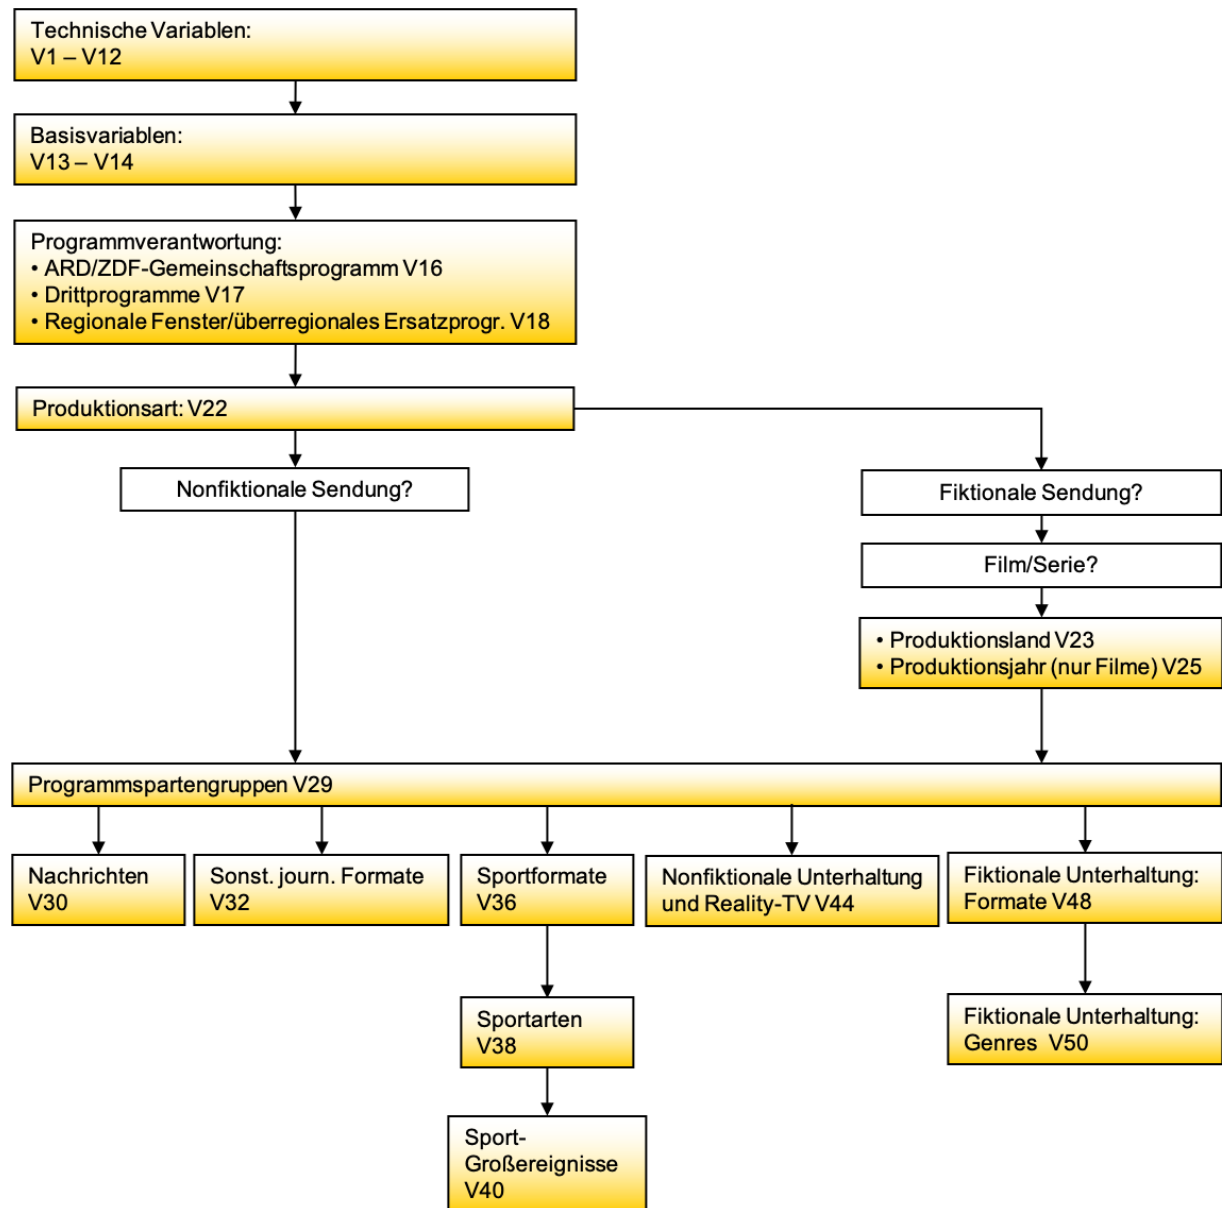 Technische Variablen:
V1 – V12
Basisvariablen:
V13 – V14
Programmverantwortung:
• ARD/ZDF-Gemeinschaftsprogramm V16
• Drittprogramme V17
• Regionale Fenster/überregionales Ersatzprogr. V18
Produktionsart: V22
Nonfiktionale Sendung?
Fiktionale Sendung?
Film/Serie?
• Produktionsland V23
• Produktionsjahr (nur Filme) V25
Programmspartengruppen V29
Nachrichten
V30
Sonst. journ. Formate
V32
Sportformate
V36
Nonfiktionale Unterhaltung
und Reality-TV V44
Fiktionale Unterhaltung:
Formate V48
Sportarten
V38
Fiktionale Unterhaltung:
Genres V50
Sport-
Großereignisse
V40